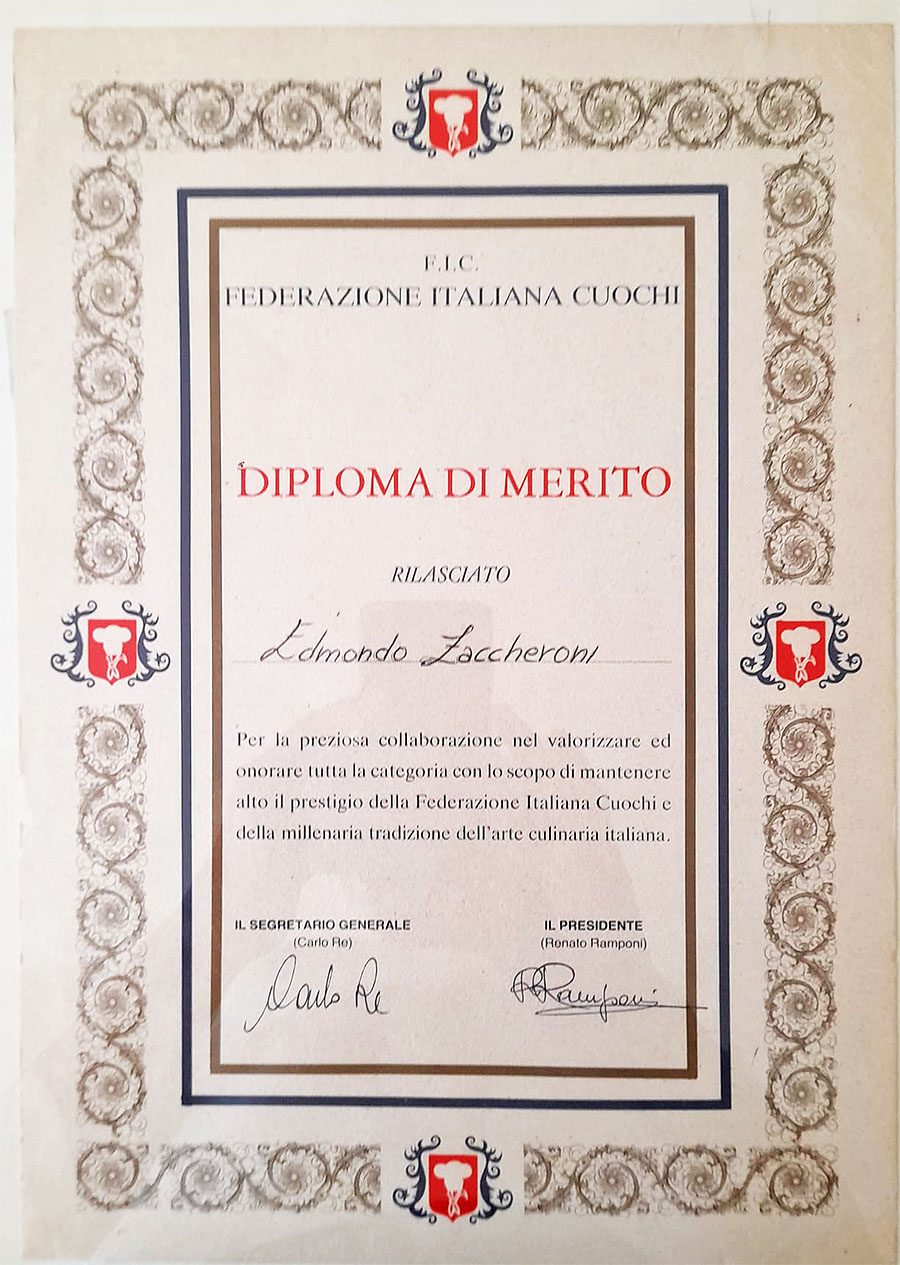 F.I.C.
FEDERAZIONE ITALIANA CUOCHI
DIPLOMA DI MERITO
RILASCIATO
Edmondo Zaccheroni
Per la preziosa collaborazione nel valorizzare ed
onorare tutta la categoria con lo scopo di mantenere
alto il prestigio della Federazione Italiana Cuochi e
della millenaria tradizione dell'arte culinaria italiana.
IL SEGRETARIO GENERALE
(Carlo Re)
Carlo Re
IL PRESIDENTE
(Renato Ramponi)
R Ramponi